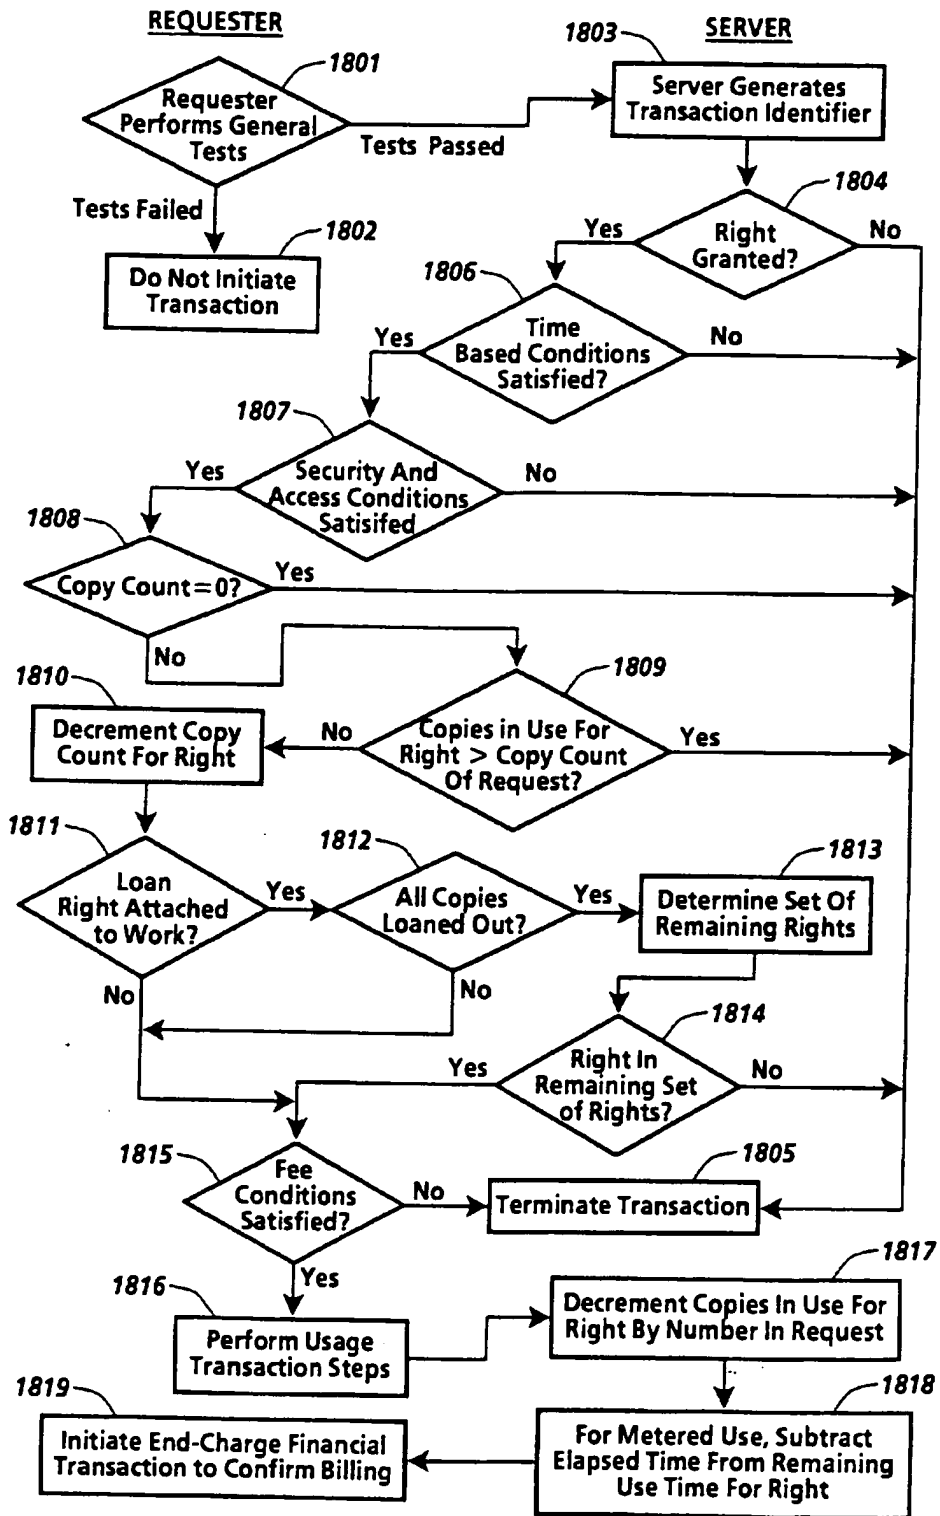 REQUESTER
SERVER
1801
1803
Requester
Performs General
Tests
Server Generates
Transaction Identifier
Tests Passed
Tests Failed
1802
Do Not Initiate
Transaction
1804
Right
Granted?
Yes
No
1806
Time
Based Conditions
Satisfied?
Yes
No
1807
Security And
Access Conditions
Satisifed
Yes
No
1808
Copy Count=0?
Yes
No
1809
Copies in Use For
Right > Copy Count
Of Request?
No
Yes
1810
Decrement Copy
Count For Right
1811
Loan
Right Attached
to Work?
Yes
No
1812
All Copies
Loaned Out?
Yes
No
1813
Determine Set Of
Remaining Rights
1814
Right In
Remaining Set
of Rights?
Yes
No
1815
Fee
Conditions
Satisfied?
No
Yes
1805
Terminate Transaction
1816
Perform Usage
Transaction Steps
1817
Decrement Copies In Use For
Right By Number In Request
1818
For Metered Use, Subtract
Elapsed Time From Remaining
Use Time For Right
1819
Initiate End-Charge Financial
Transaction to Confirm Billing